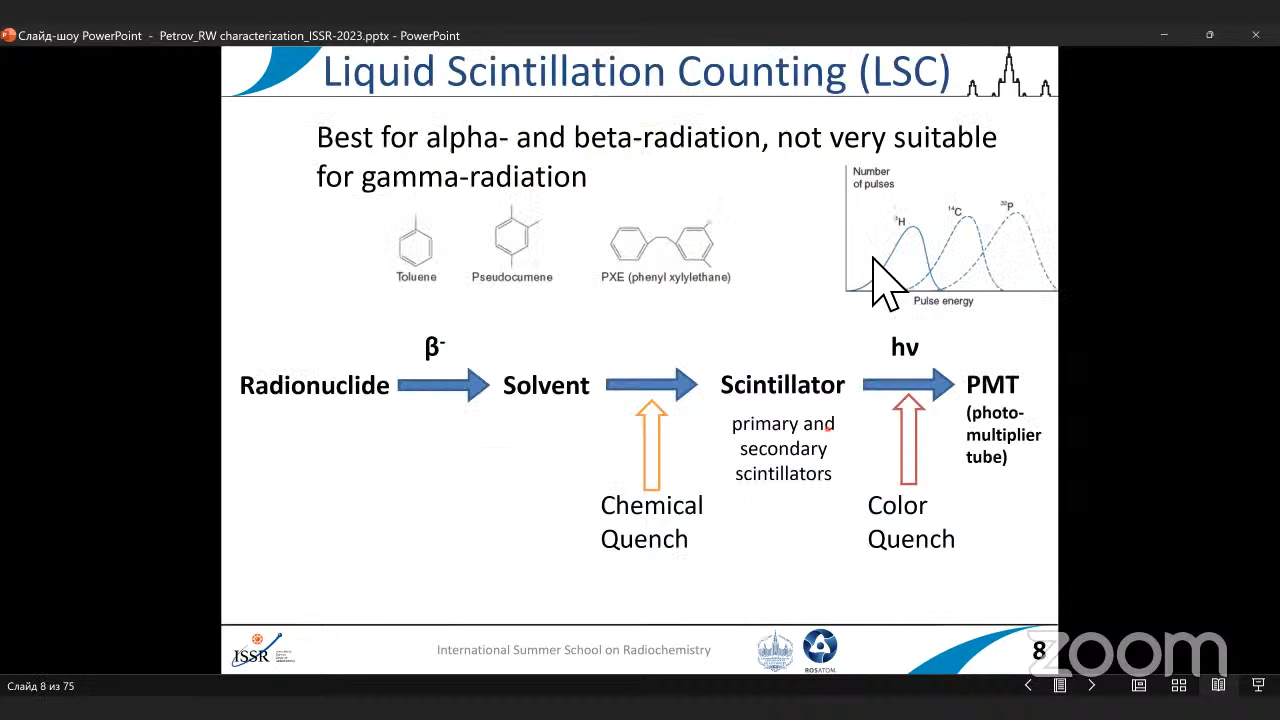 Слайд-шоу PowerPoint - Petrov_RW characterization_ISSR-2023.pptx - PowerPoint
Liquid Scintillation Counting (LSC)
Best for alpha- and beta-radiation, not very suitable
for gamma-radiation
Number
of pulses
³H
¹⁴C
³²P
Pulse energy
Toluene
Pseudocumene
PXE (phenyl xylylethane)
β⁻
hν
Radionuclide
Solvent
Scintillator
PMT
primary and
secondary
scintillators
(photo-
multiplier
tube)
Chemical
Quench
Color
Quench
ISSR
International Summer School on Radiochemistry
ROSATOM
8
zoom
Слайд 8 из 75